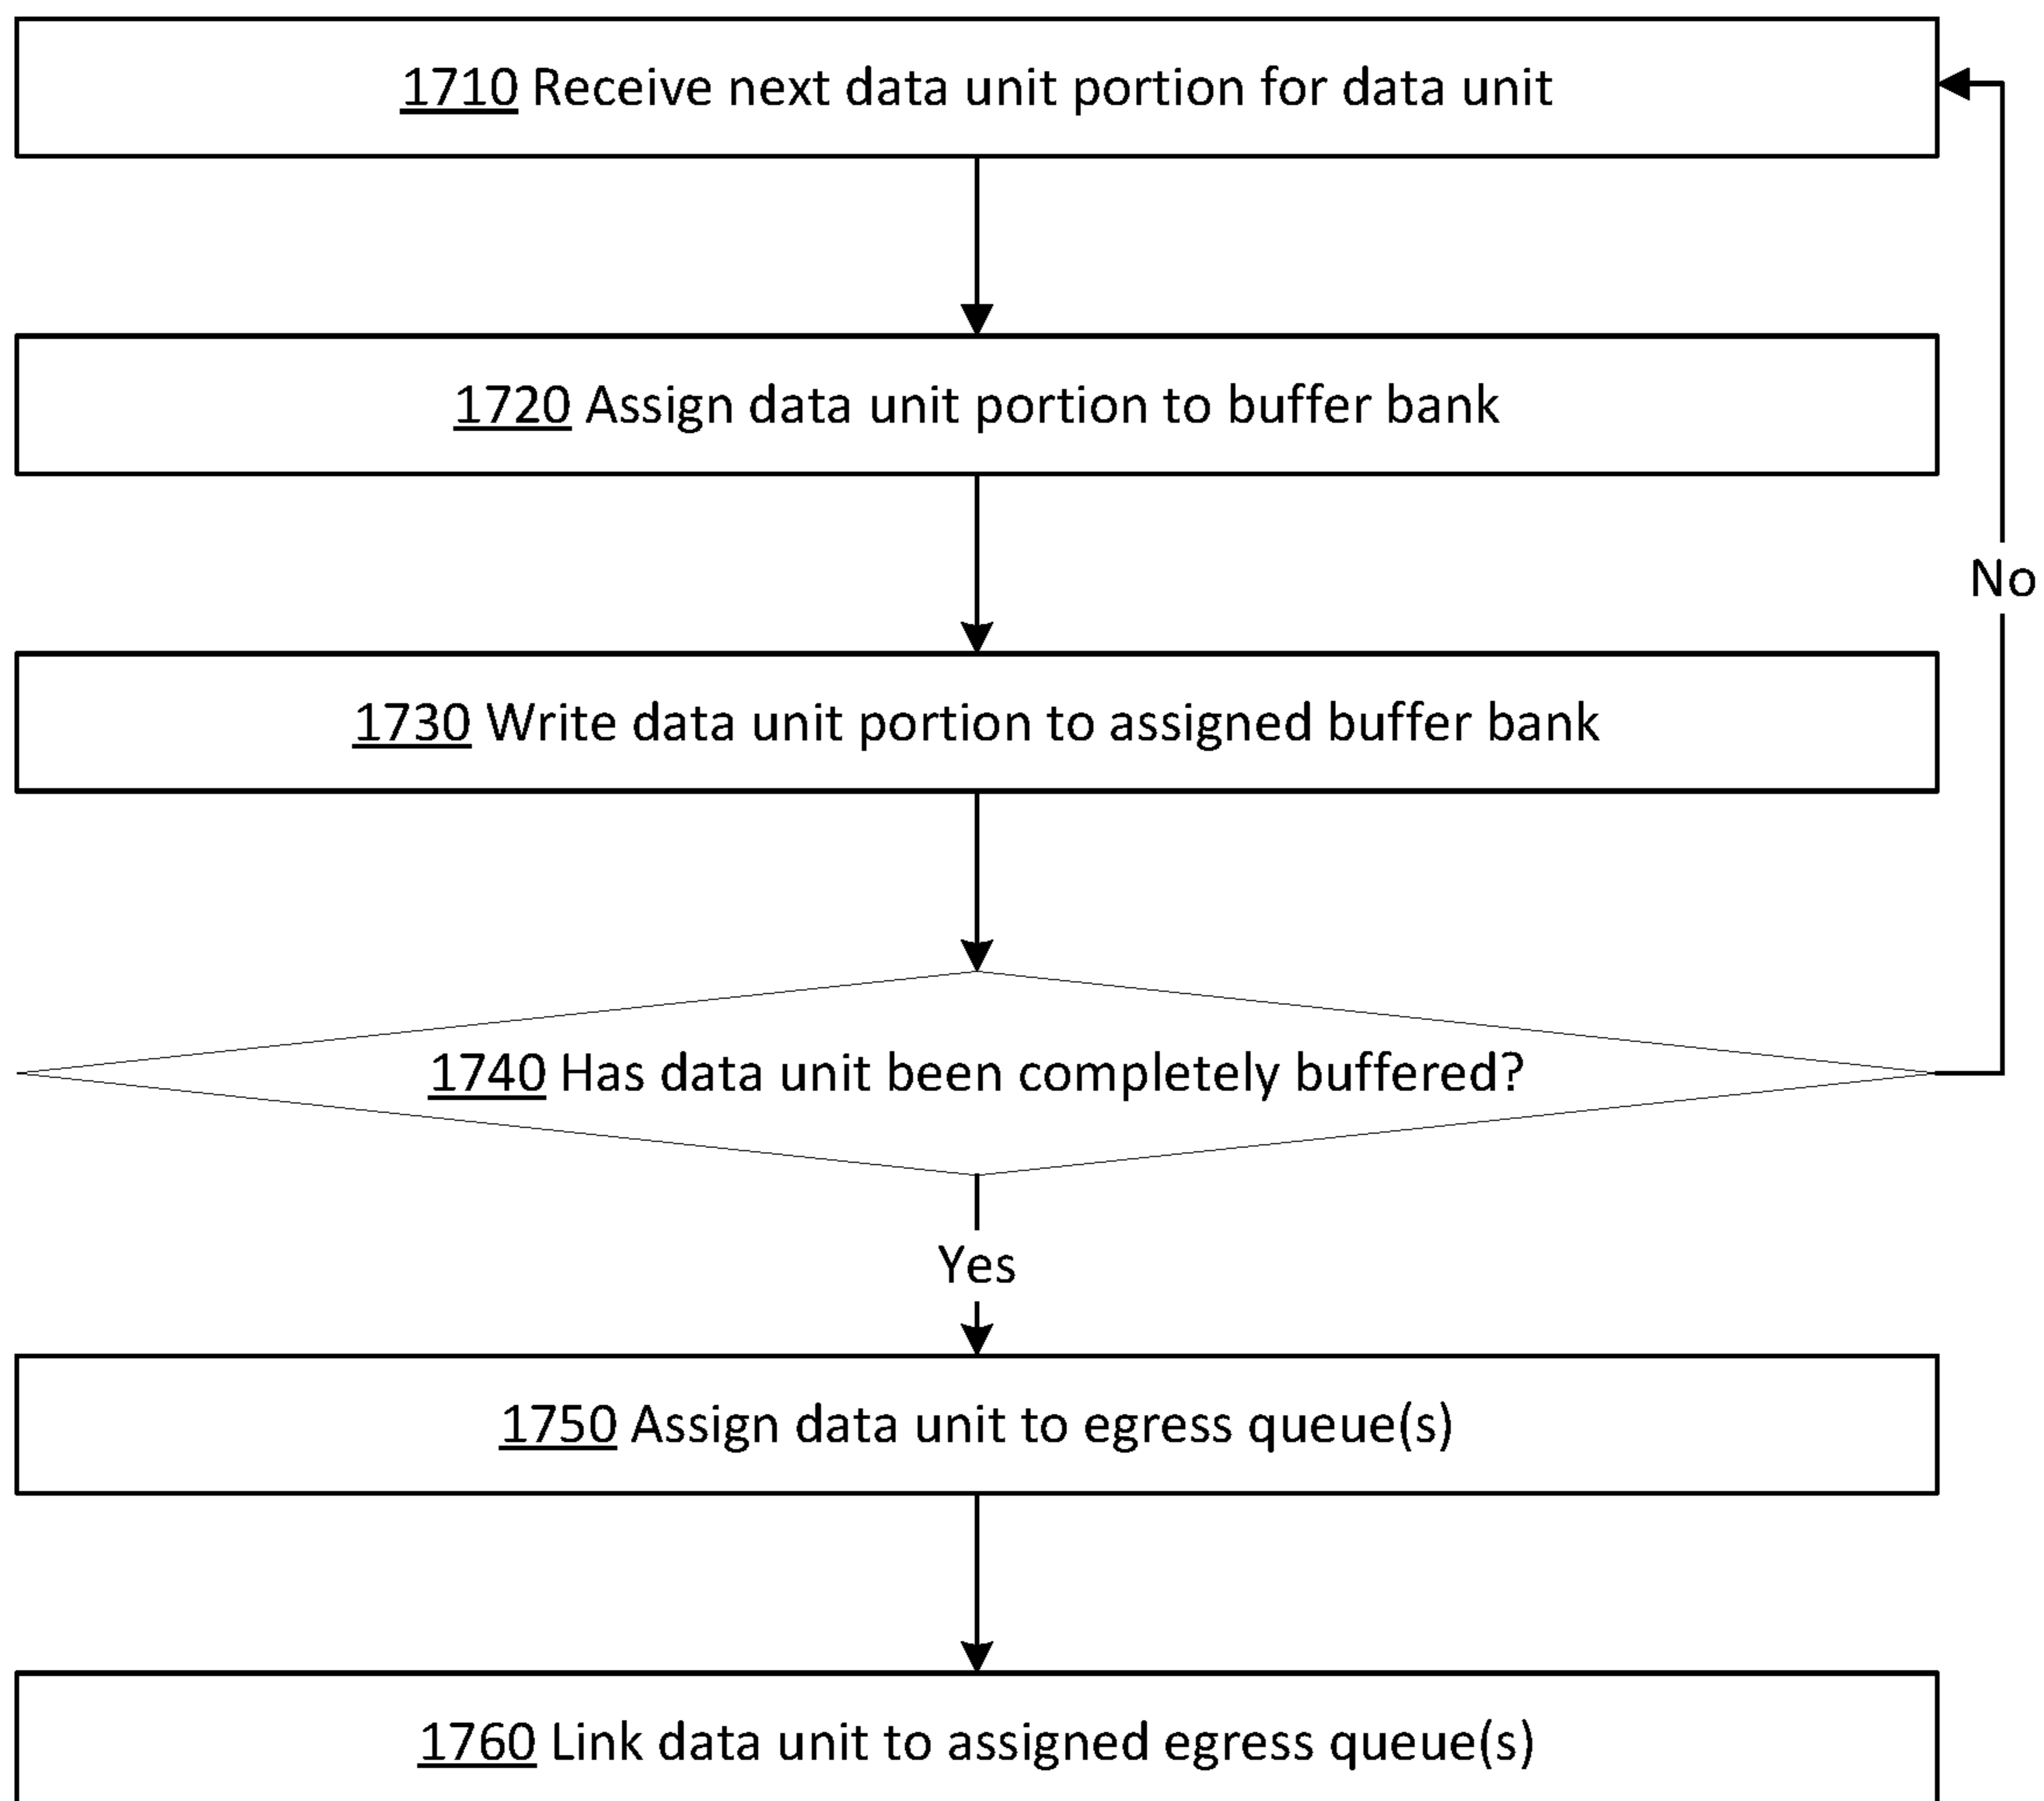 1710 Receive next data unit portion for data unit
1720 Assign data unit portion to buffer bank
No
1730 Write data unit portion to assigned buffer bank
1740 Has data unit been completely buffered?
Yes
1750 Assign data unit to egress queue(s)
1760 Link data unit to assigned egress queue(s)